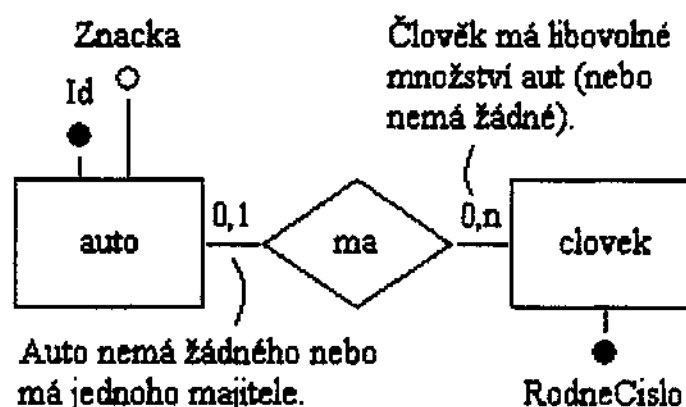 Znacka
Id
Člověk má libovolné
množství aut (nebo
nemá žádné).
auto
0,1
ma
0,n
clovek
Auto nemá žádného nebo
má jednoho majitele.
RodneCislo